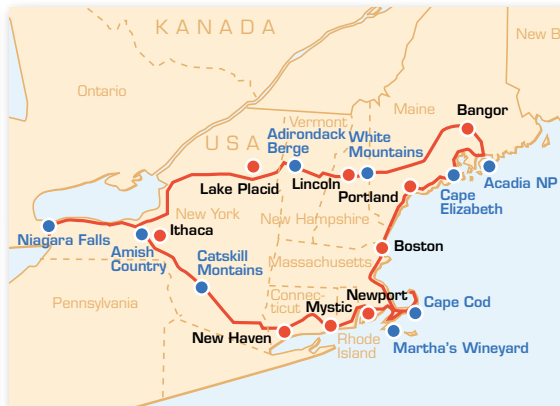 KANADA
New B
Ontario
Maine
Bangor
Vermont
USA
Adirondack
Berge
White
Mountains
Lake Placid
Lincoln
Acadia NP
Portland
Cape
Elizabeth
New York
New Hampshire
Niagara Falls
Ithaca
Amish
Country
Boston
Catskill
Montains
Massachusetts
Pennsylvania
Connec-
ticut
Newport
Mystic
Cape Cod
New Haven
Rhode
Island
Martha's Wineyard